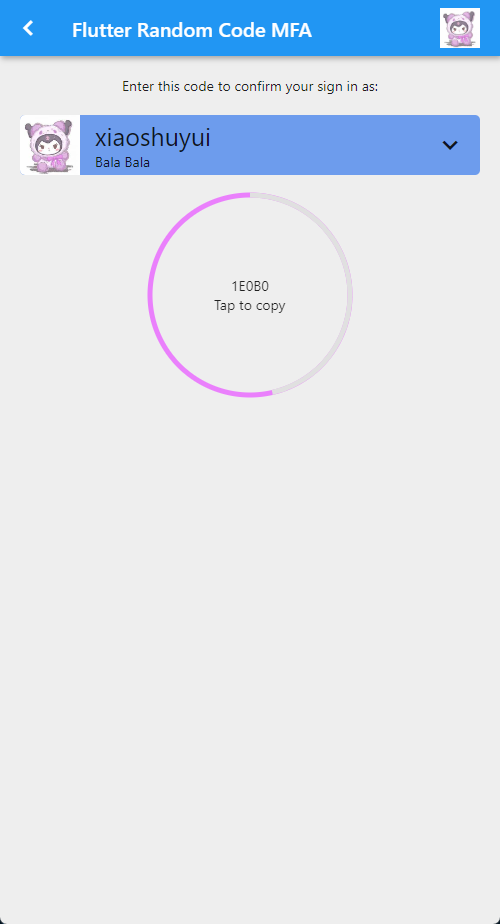 Flutter Random Code MFA
Enter this code to confirm your sign in as:
xiaoshuyui
Bala Bala
1E0B0
Tap to copy